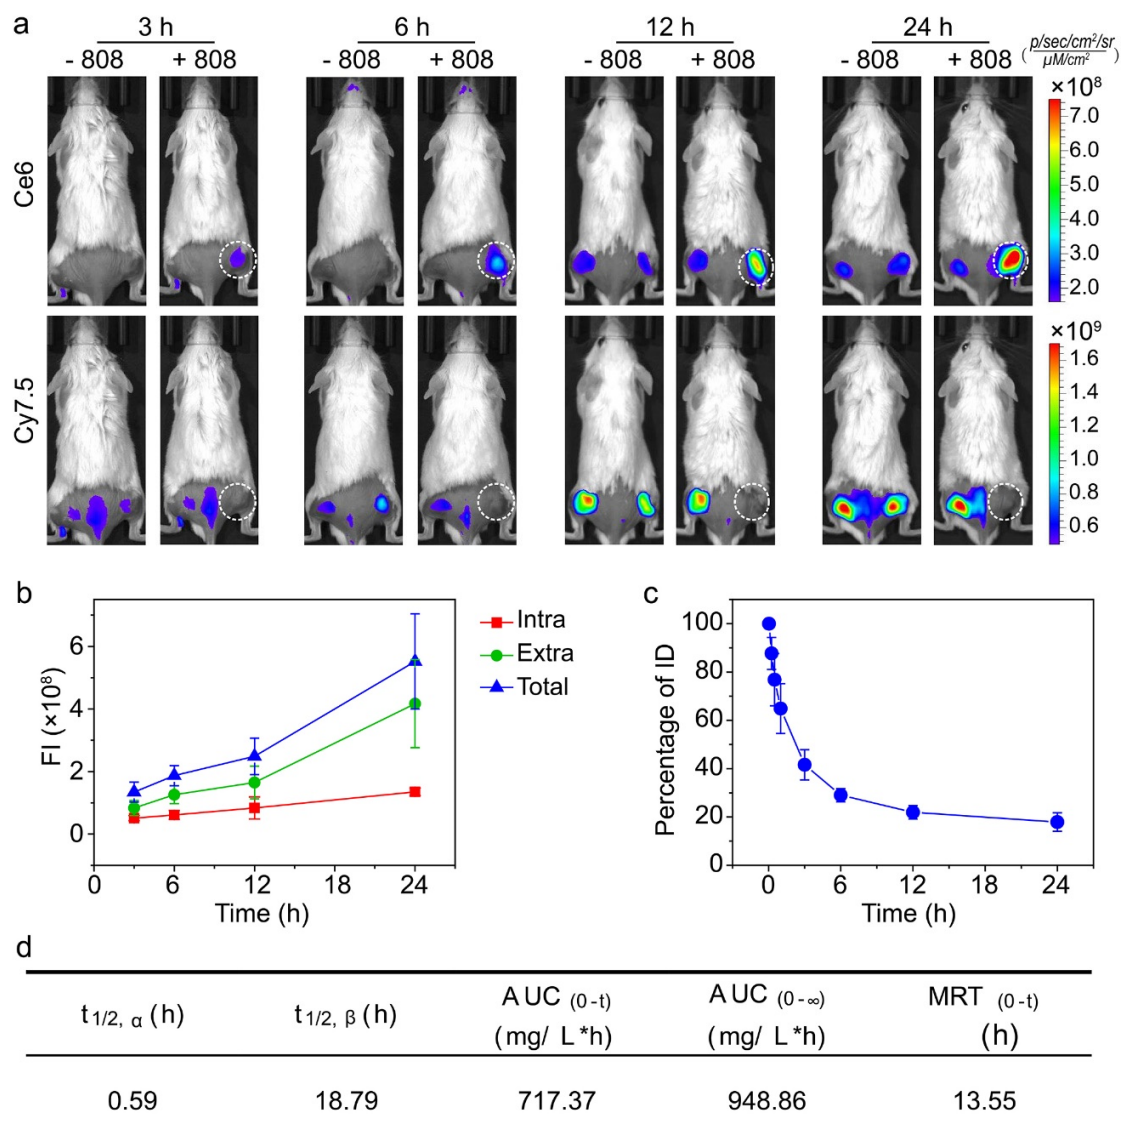 a
3 h 6 h 12 h 24 h
- 808 + 808 - 808 + 808 - 808 + 808 - 808 + 808
(p/sec/cm²/sr / µM/cm²)
Ce6
×10⁸
7.0
6.0
5.0
4.0
3.0
2.0
Cy7.5
×10⁹
1.6
1.4
1.2
1.0
0.8
0.6
b
FI (×10⁸)
6
4
2
0
0 6 12 18 24
Time (h)
Intra
Extra
Total
c
Percentage of ID
100
80
60
40
20
0
0 6 12 18 24
Time (h)
d
t1/2, α (h) t1/2, β (h) AUC (0-t) (mg/ L *h) AUC (0-∞) (mg/ L *h) MRT (0-t) (h)
0.59 18.79 717.37 948.86 13.55